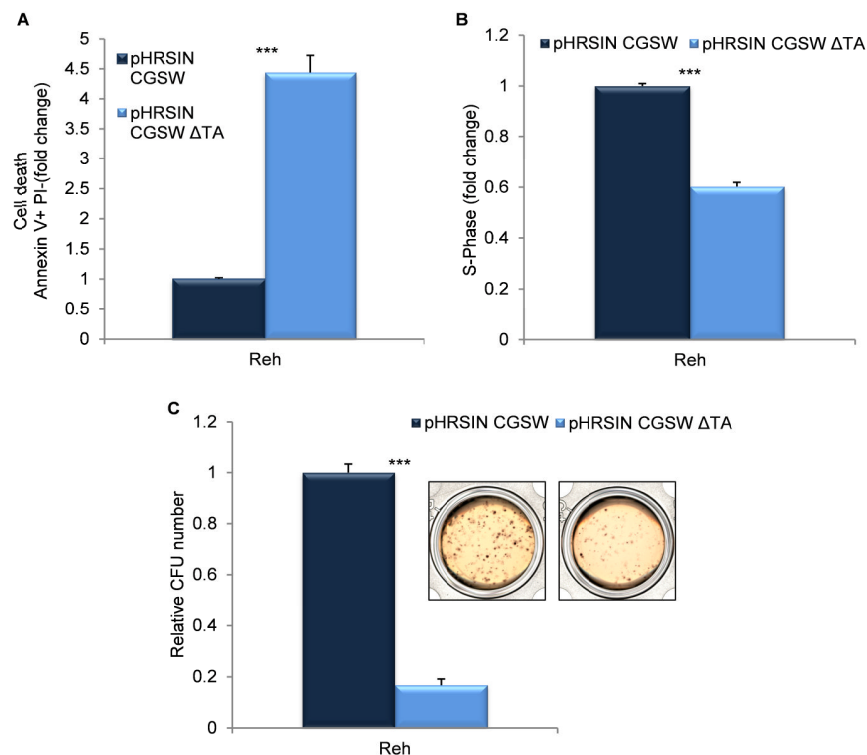 A
Cell death
Annexin V+ PI-(fold change)
5
4.5
4
3.5
3
2.5
2
1.5
1
0.5
0
pHRSIN
CGSW
pHRSIN
CGSW ΔTA
***
Reh
B
S-Phase (fold change)
1.2
1
0.8
0.6
0.4
0.2
0
pHRSIN CGSW pHRSIN CGSW ΔTA
***
Reh
C
Relative CFU number
1.2
1
0.8
0.6
0.4
0.2
0
pHRSIN CGSW pHRSIN CGSW ΔTA
***
Reh